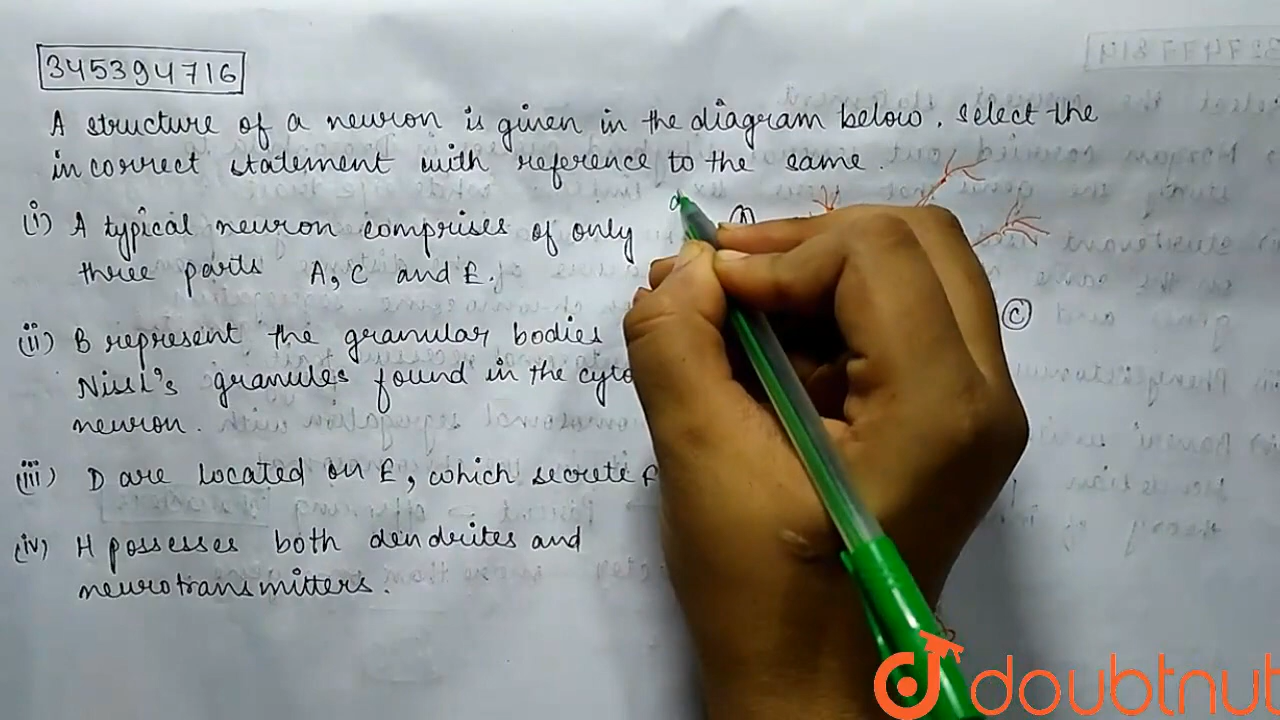 345394716
A structure of a neuron is given in the diagram below. Select the
incorrect statement with reference to the same.
(i) A typical neuron comprises of only
three parts A, C and E.
(ii) B represent the granular bodies
Nissl's granules found in the cyto
neuron.
(iii) D are located on E, which secrete F
(iv) H possesses both dendrites and
neurotransmitters.
A
C
doubtnut